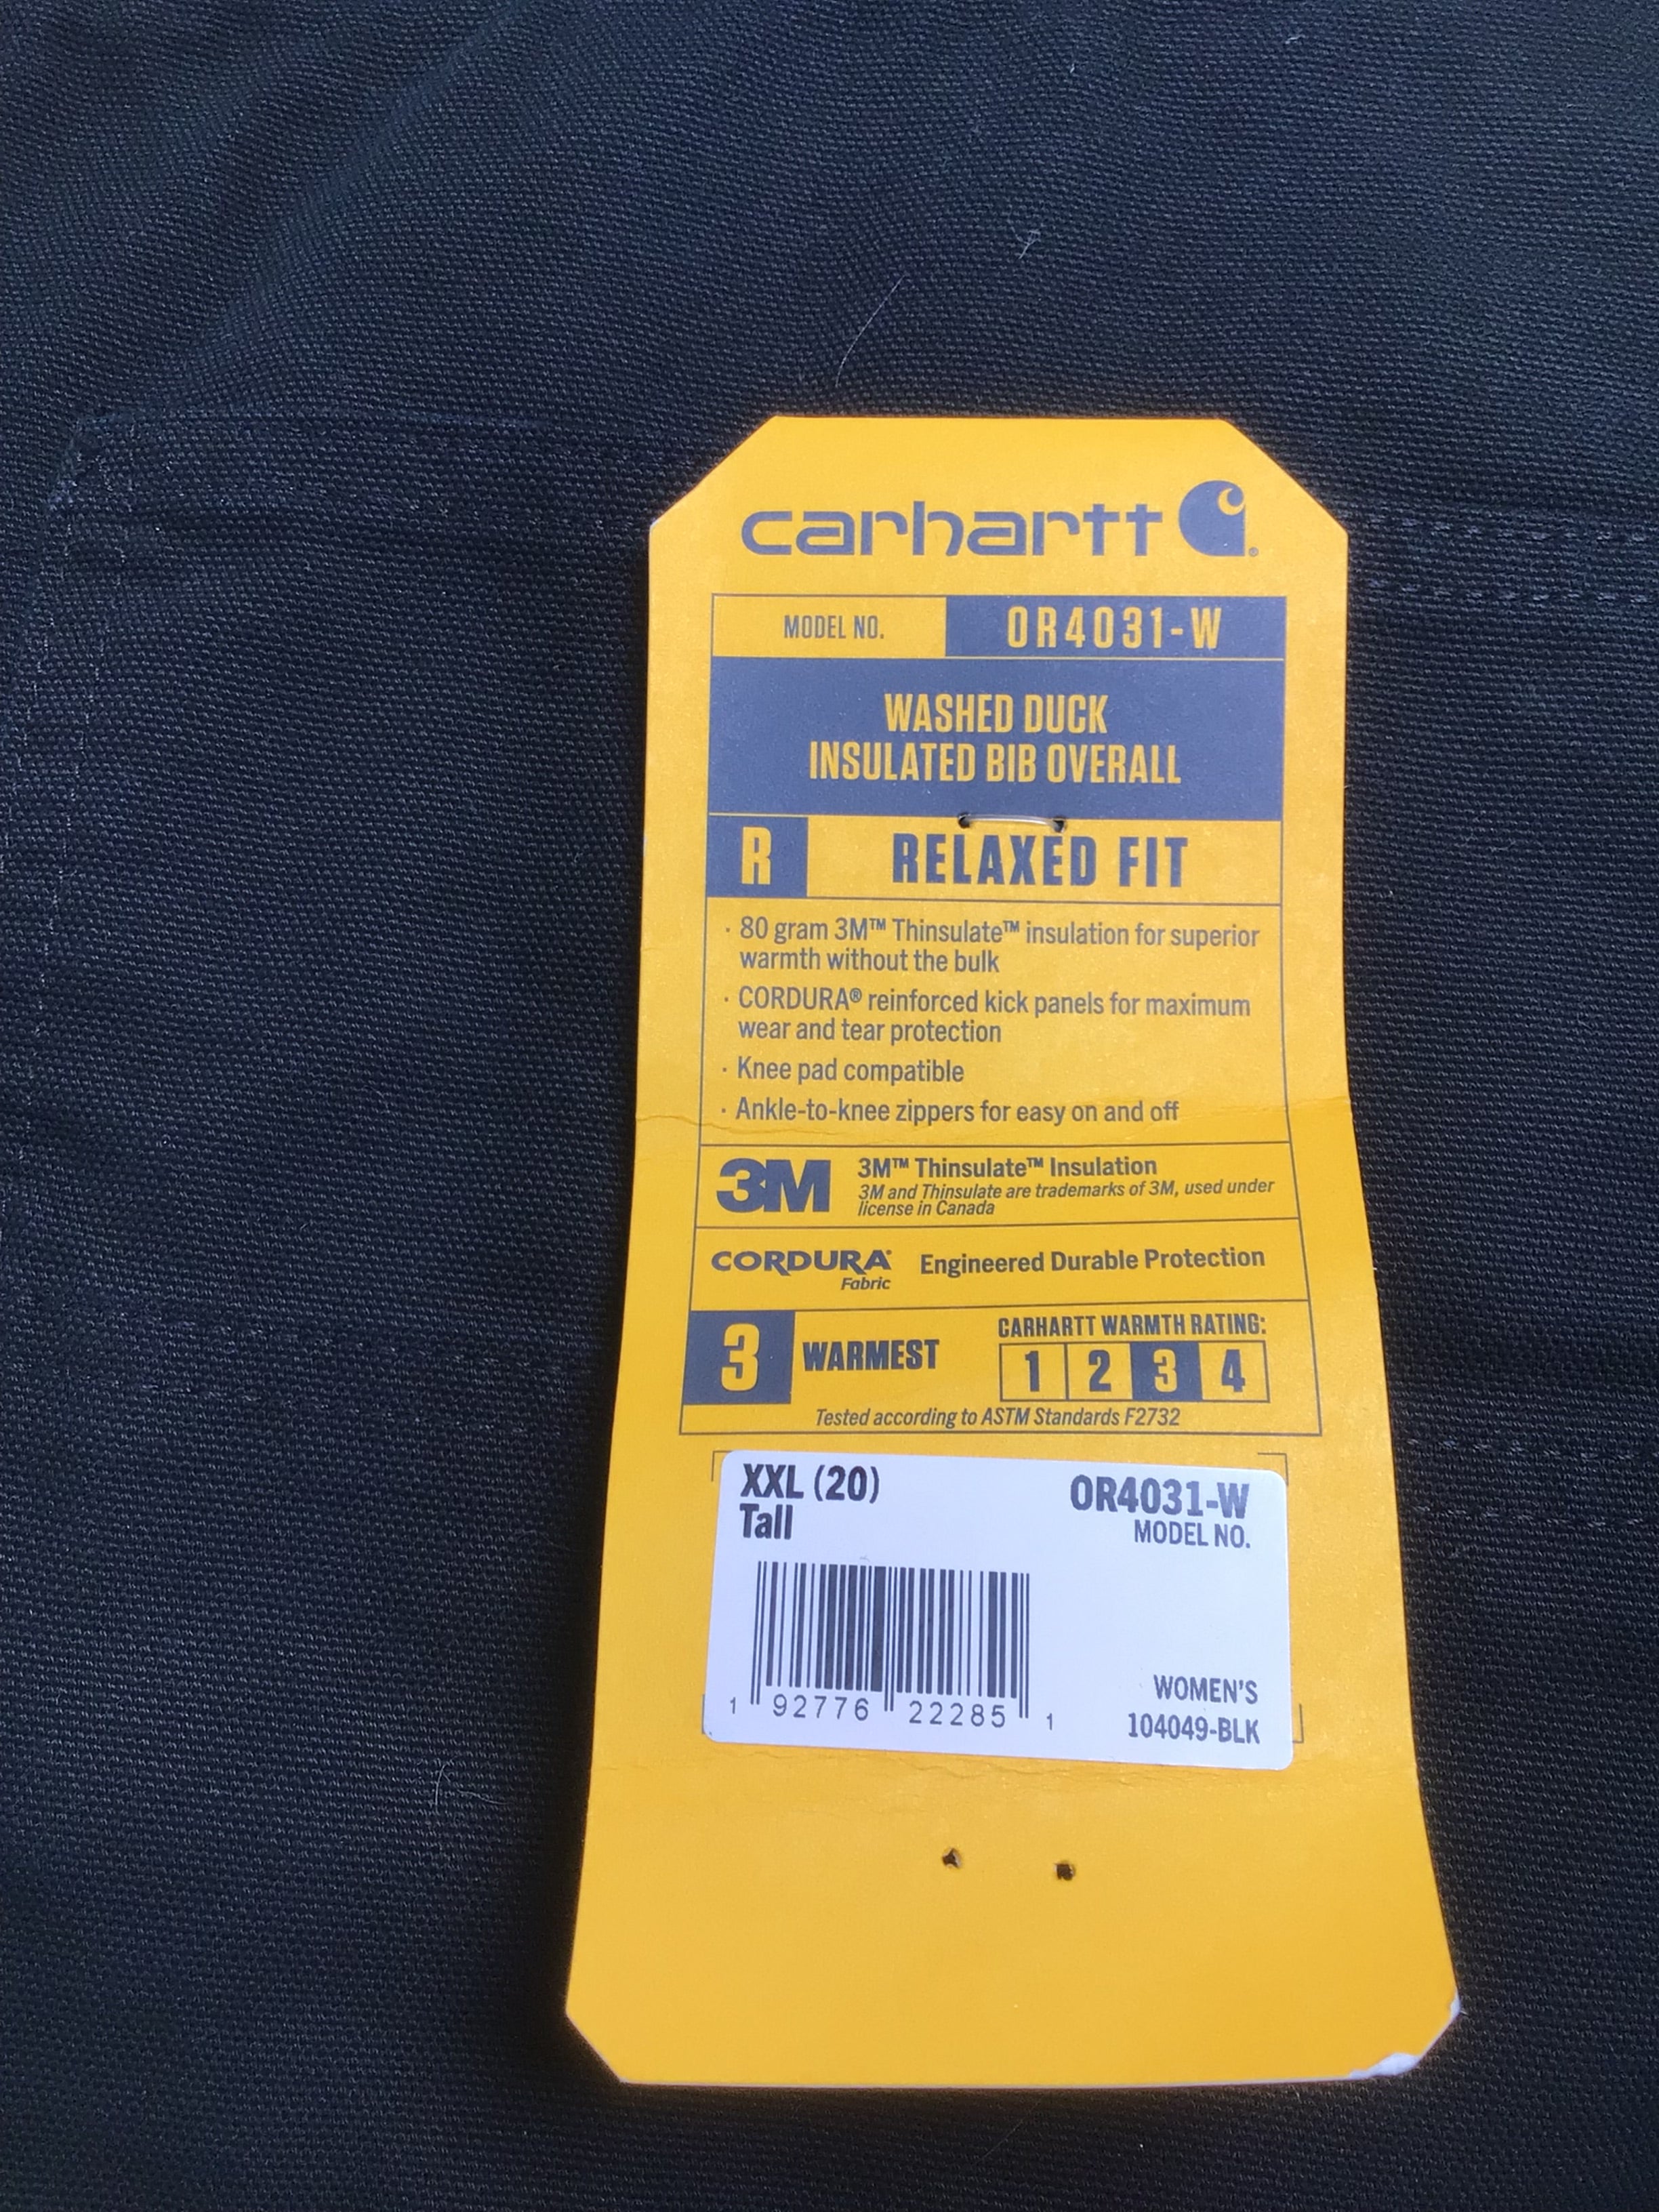 carhartt
MODEL NO. OR4031-W
WASHED DUCK
INSULATED BIB OVERALL
R RELAXED FIT
· 80 gram 3M™ Thinsulate™ insulation for superior
warmth without the bulk
· CORDURA® reinforced kick panels for maximum
wear and tear protection
· Knee pad compatible
· Ankle-to-knee zippers for easy on and off
3M 3M™ Thinsulate™ Insulation
3M and Thinsulate are trademarks of 3M, used under
license in Canada
CORDURA® Engineered Durable Protection
Fabric
CARHARTT WARMTH RATING:
3 WARMEST 1 2 3 4
Tested according to ASTM Standards F2732
XXL (20) OR4031-W
Tall MODEL NO.
WOMEN'S
1 92776 22285 1 104049-BLK